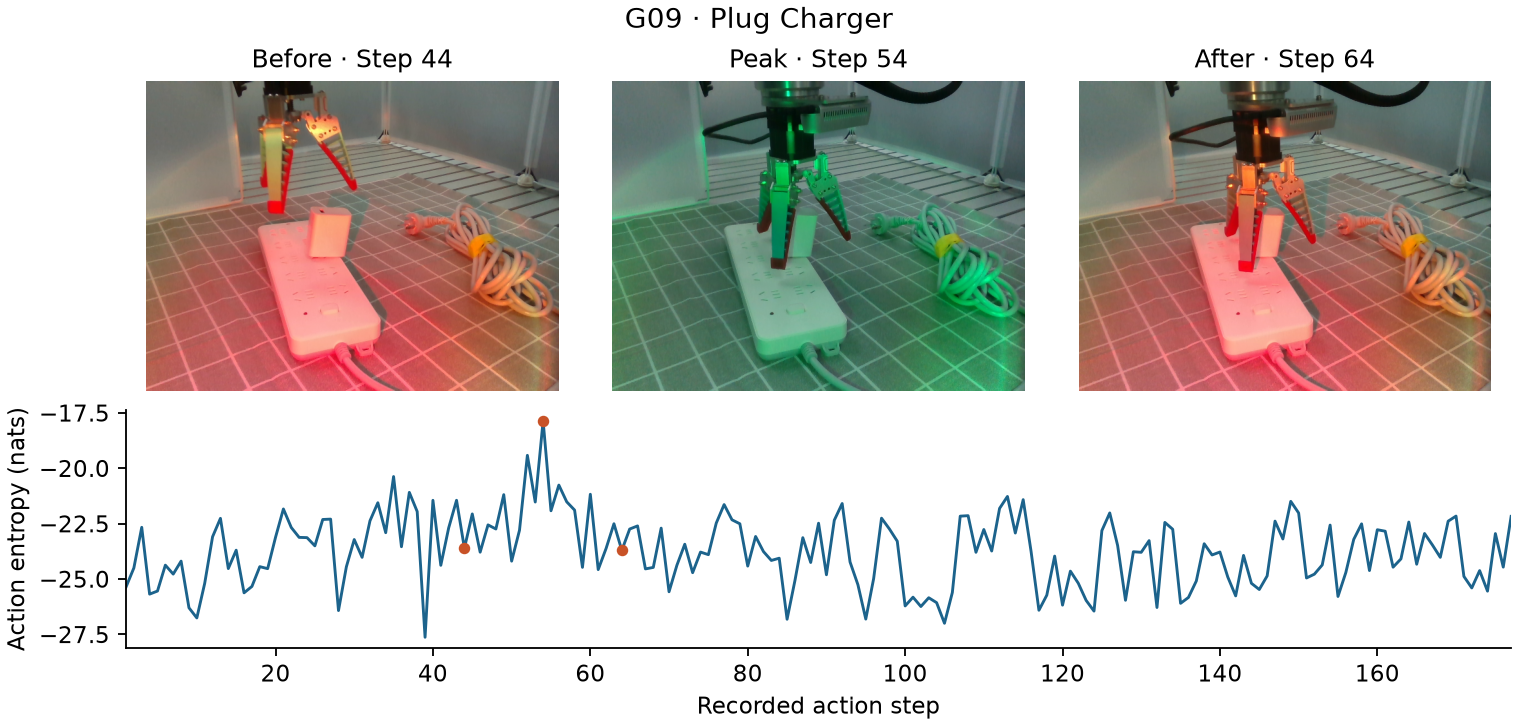 G09 · Plug Charger
Before · Step 44
Peak · Step 54
After · Step 64
Action entropy (nats)
−17.5
−20.0
−22.5
−25.0
−27.5
20
40
60
80
100
120
140
160
Recorded action step